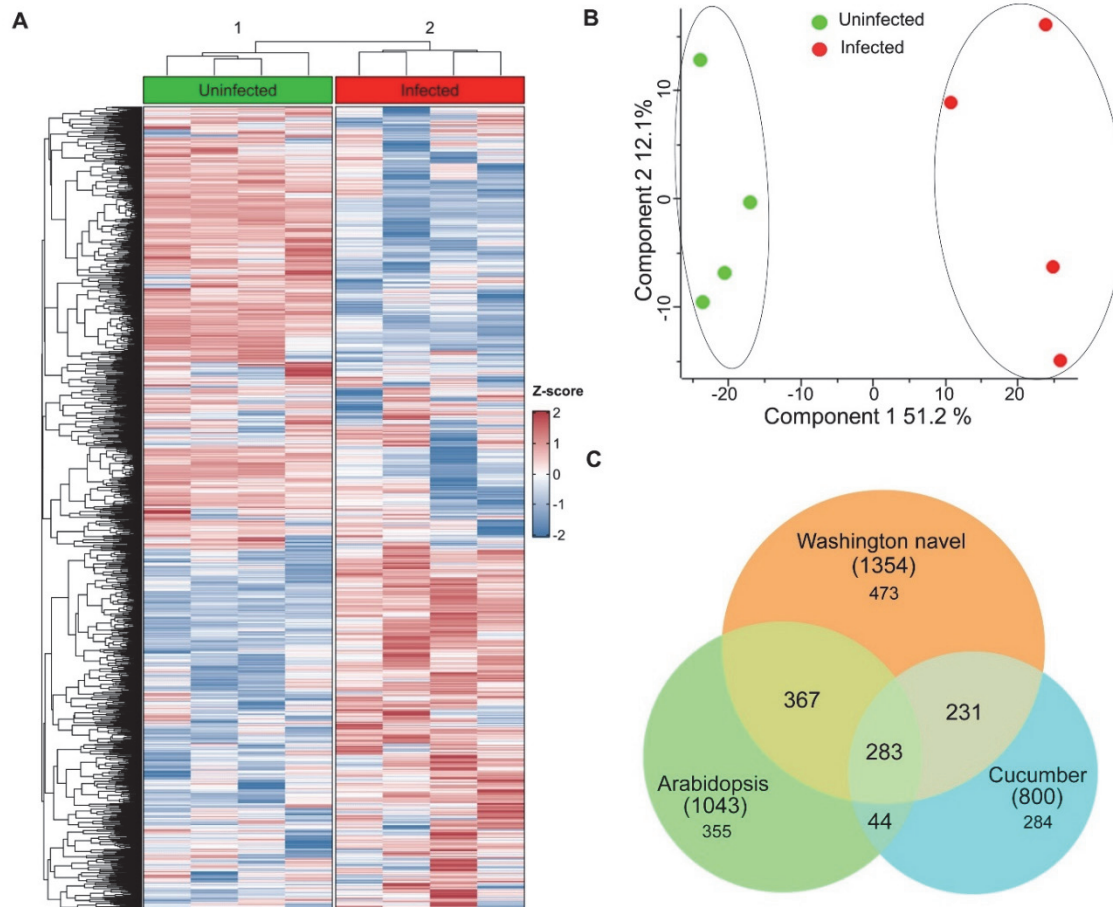 A
1 2
Uninfected Infected
Z-score
2
1
0
-1
-2
B
Uninfected
Infected
Component 2 12.1%
10
0
-10
-20 -10 0 10 20
Component 1 51.2 %
C
Washington navel
(1354)
473
367
231
283
Arabidopsis
(1043)
355
44
Cucumber
(800)
284